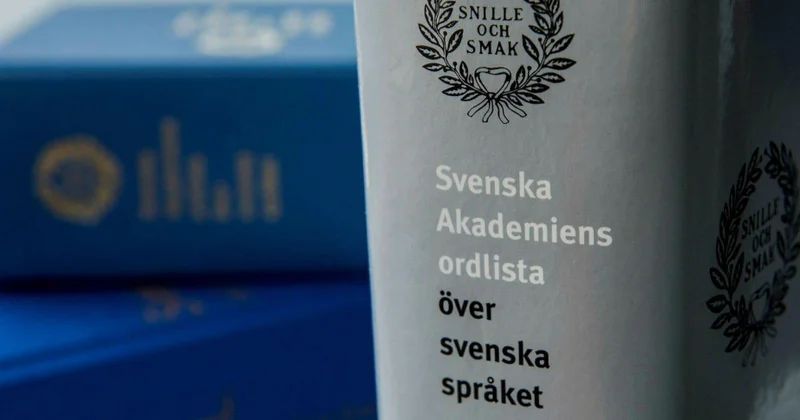 SNILLE
OCH
SMAK
Svenska
Akademiens
ordlista
över
svenska
språket
SNILLE
OCH
SMAK